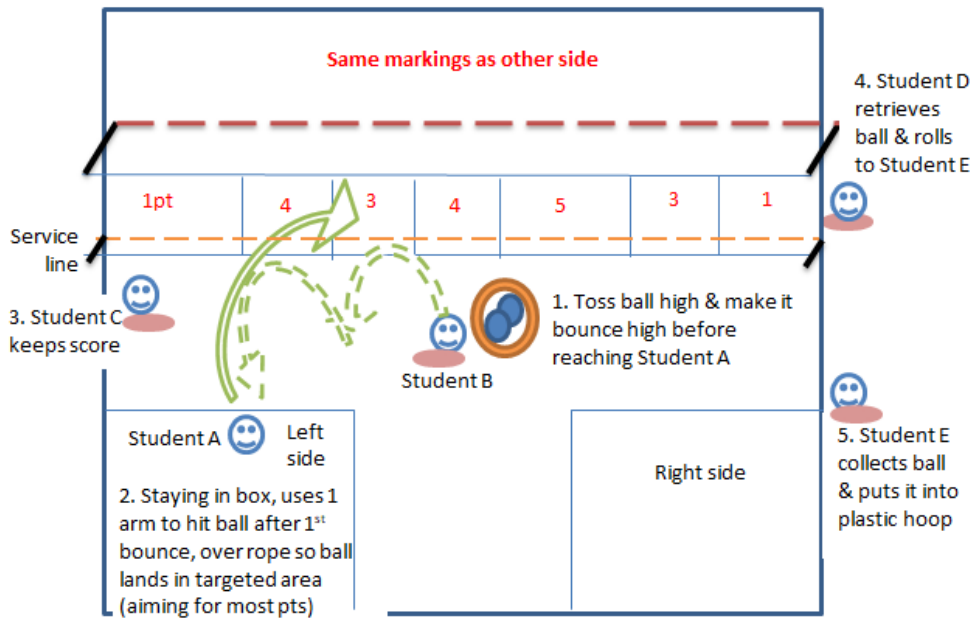 Same markings as other side
4. Student D
retrieves
ball & rolls
to Student E
1pt 4 3 4 5 3 1
Service
line
3. Student C
keeps score
1. Toss ball high & make it
bounce high before
reaching Student A
Student B
Student A
Left
side
2. Staying in box, uses 1
arm to hit ball after 1st
bounce, over rope so ball
lands in targeted area
(aiming for most pts)
Right side
5. Student E
collects ball
& puts it into
plastic hoop